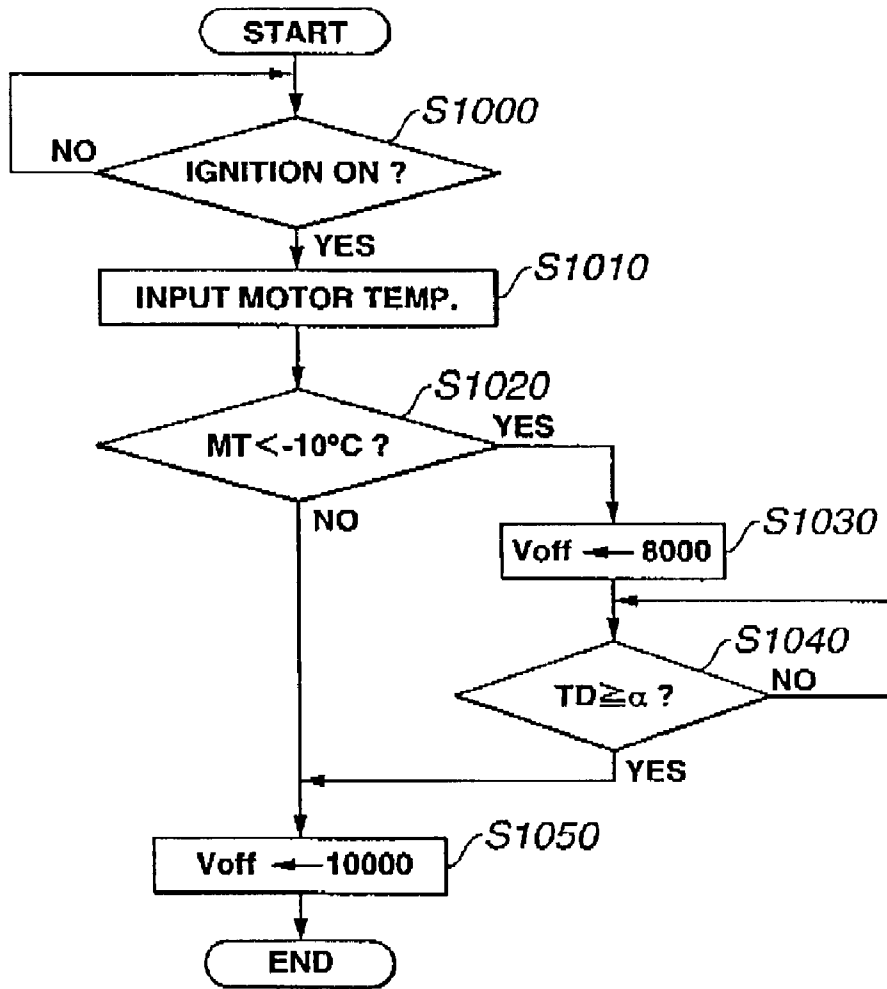 START
S1000
NO
IGNITION ON ?
YES
S1010
INPUT MOTOR TEMP.
S1020
MT<-10°C ?
YES
NO
S1030
Voff ← 8000
S1040
TD≧α ?
NO
YES
S1050
Voff ← 10000
END